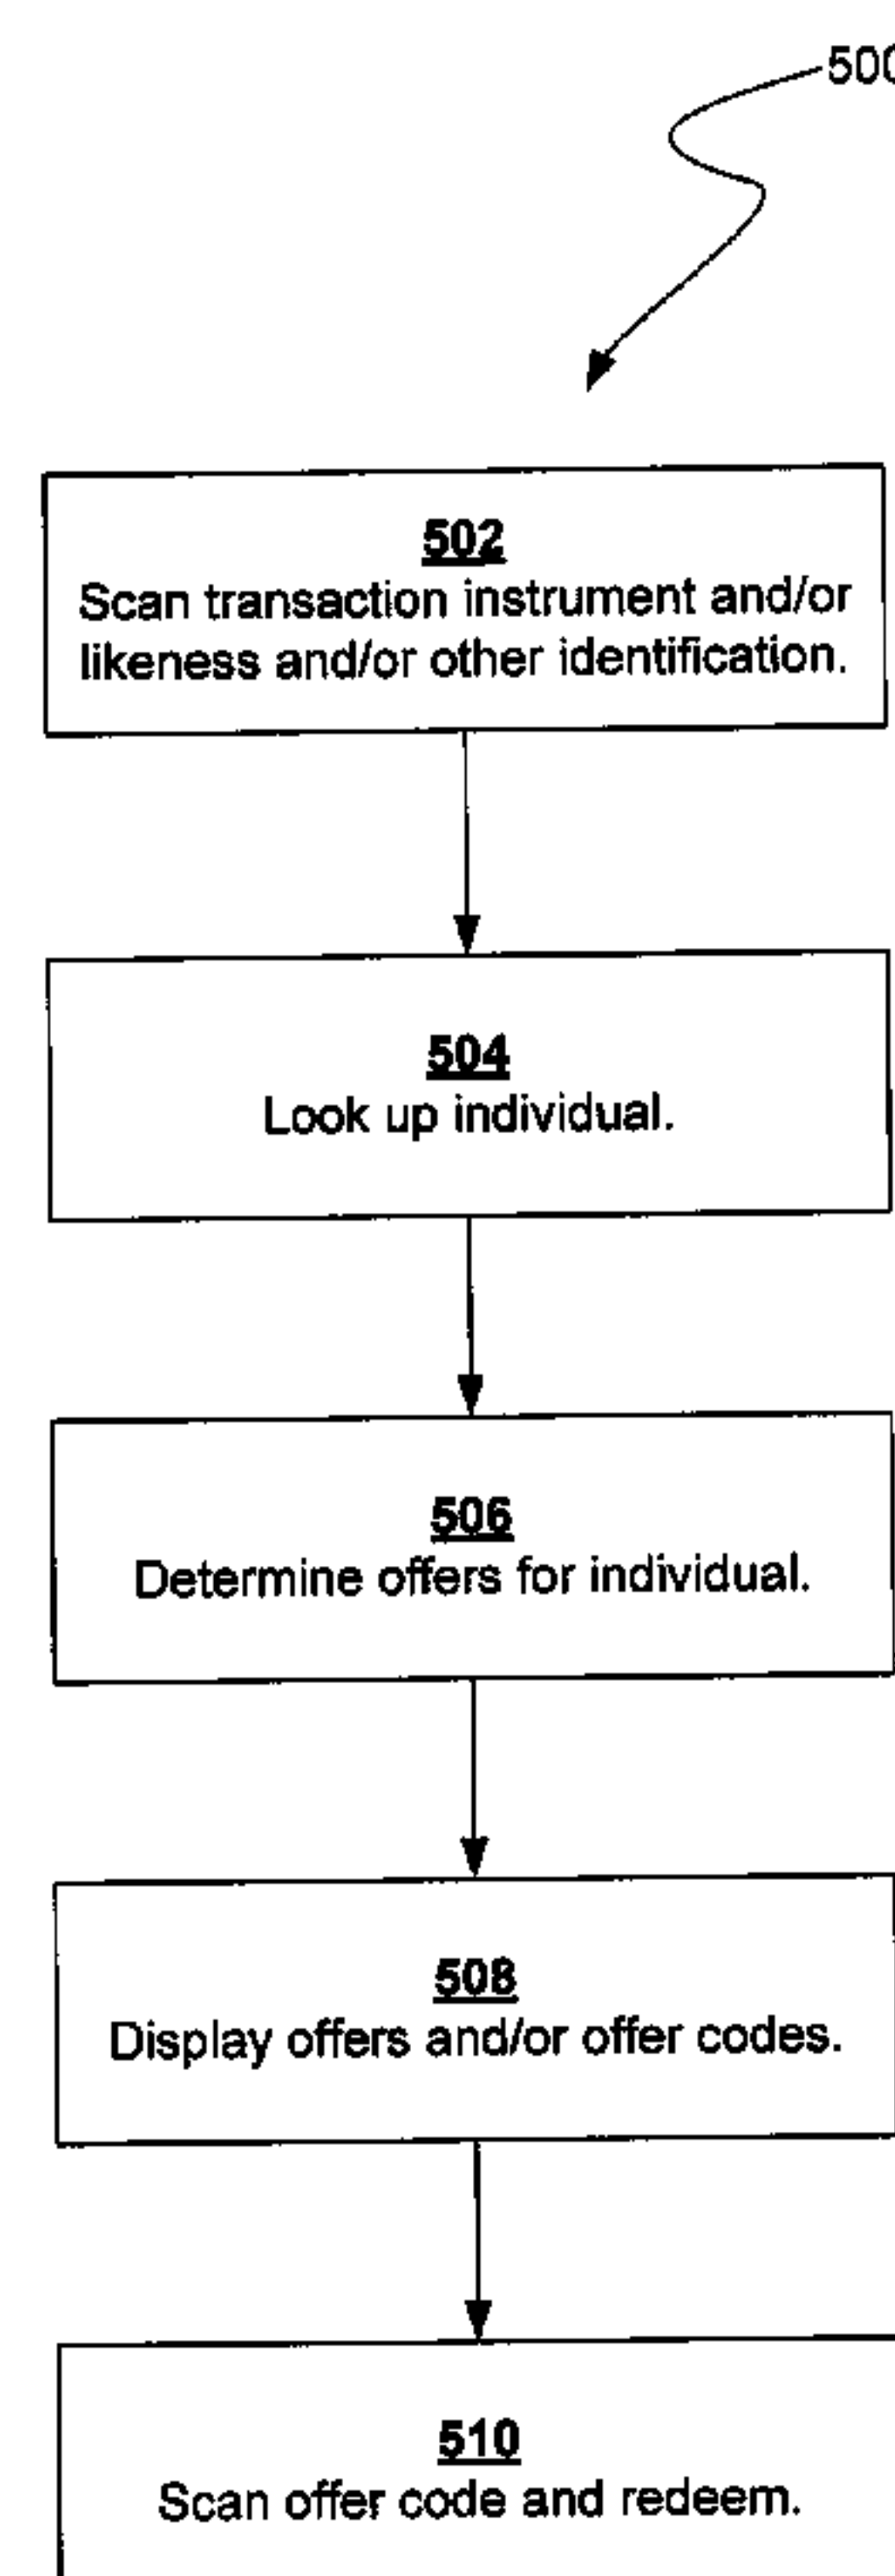 500
502
Scan transaction instrument and/or
likeness and/or other identification.
504
Look up individual.
506
Determine offers for individual.
508
Display offers and/or offer codes.
510
Scan offer code and redeem.